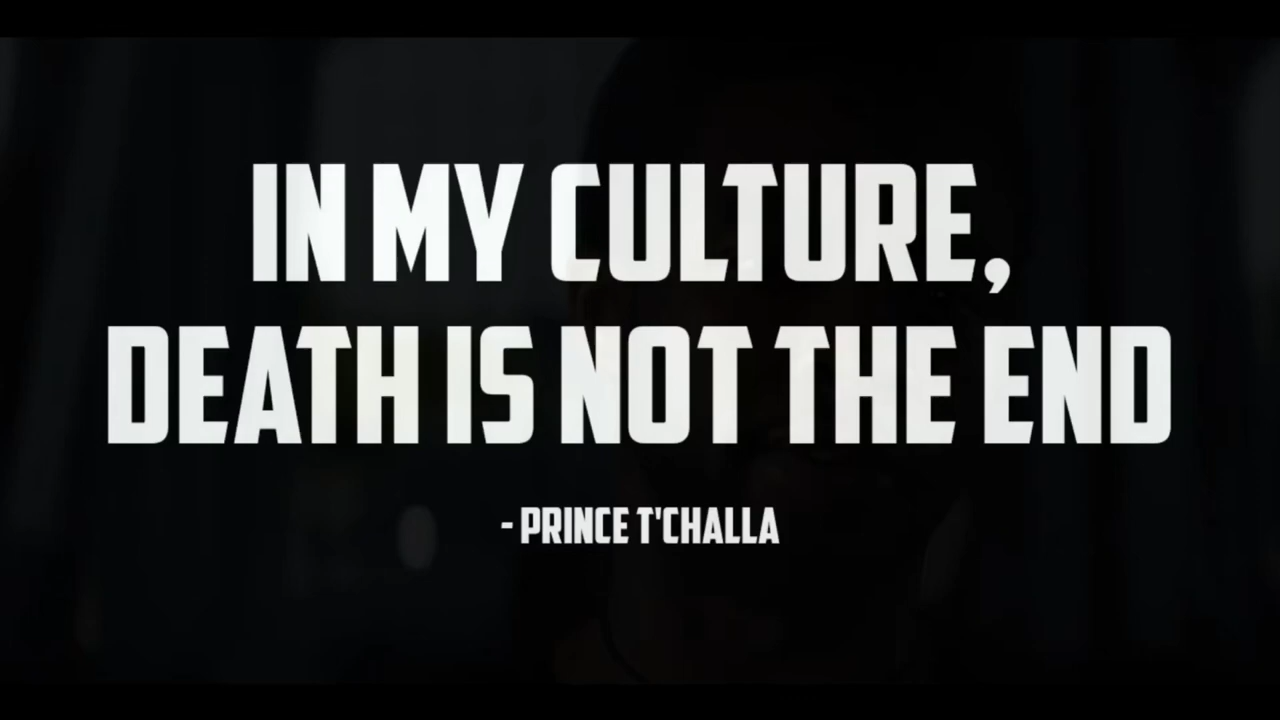 IN MY CULTURE,
DEATH IS NOT THE END
- PRINCE T'CHALLA